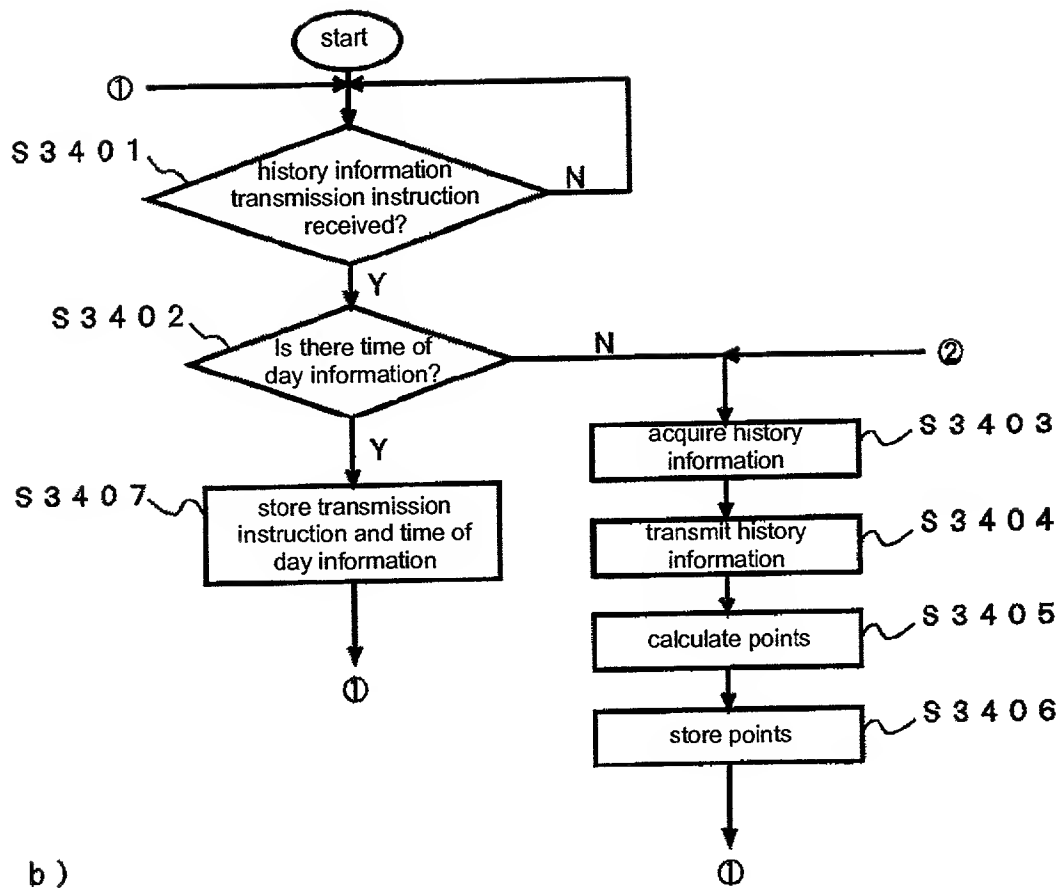 start
①
S3401
history information
transmission instruction
received?
N
Y
S3402
Is there time of
day information?
N
②
Y
S3403
acquire history
information
S3407
store transmission
instruction and time of
day information
S3404
transmit history
information
S3405
calculate points
①
S3406
store points
①
b)